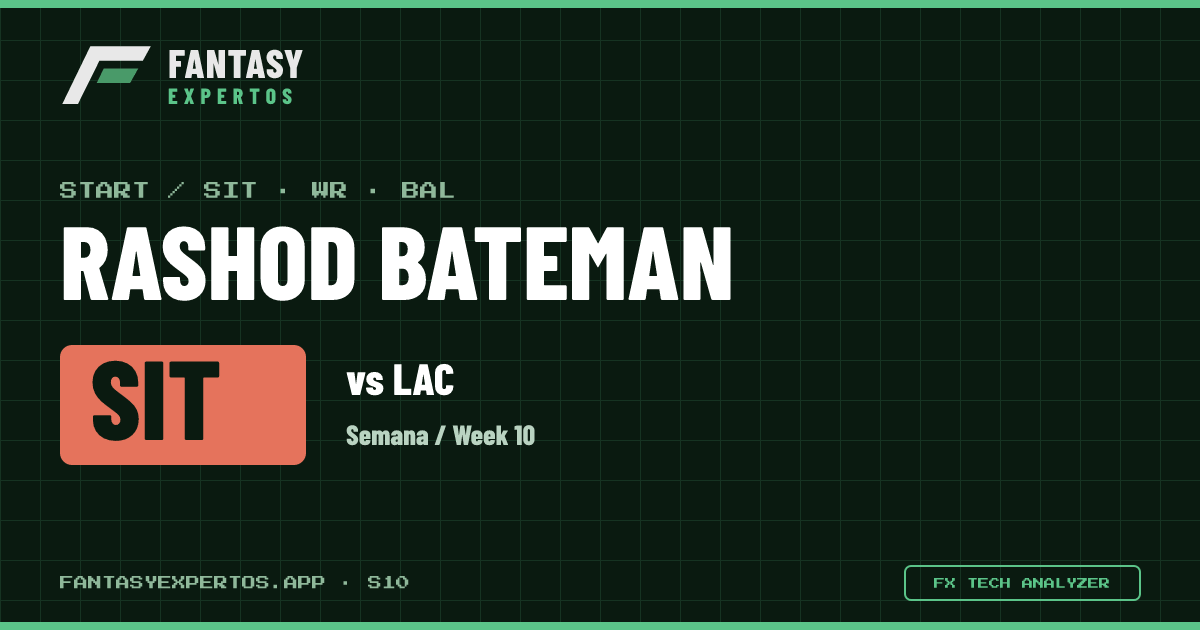 FANTASY
EXPERTOS
START / SIT · WR · BAL
RASHOD BATEMAN
SIT
vs LAC
Semana / Week 10
FANTASYEXPERTOS.APP · S10
FX TECH ANALYZER